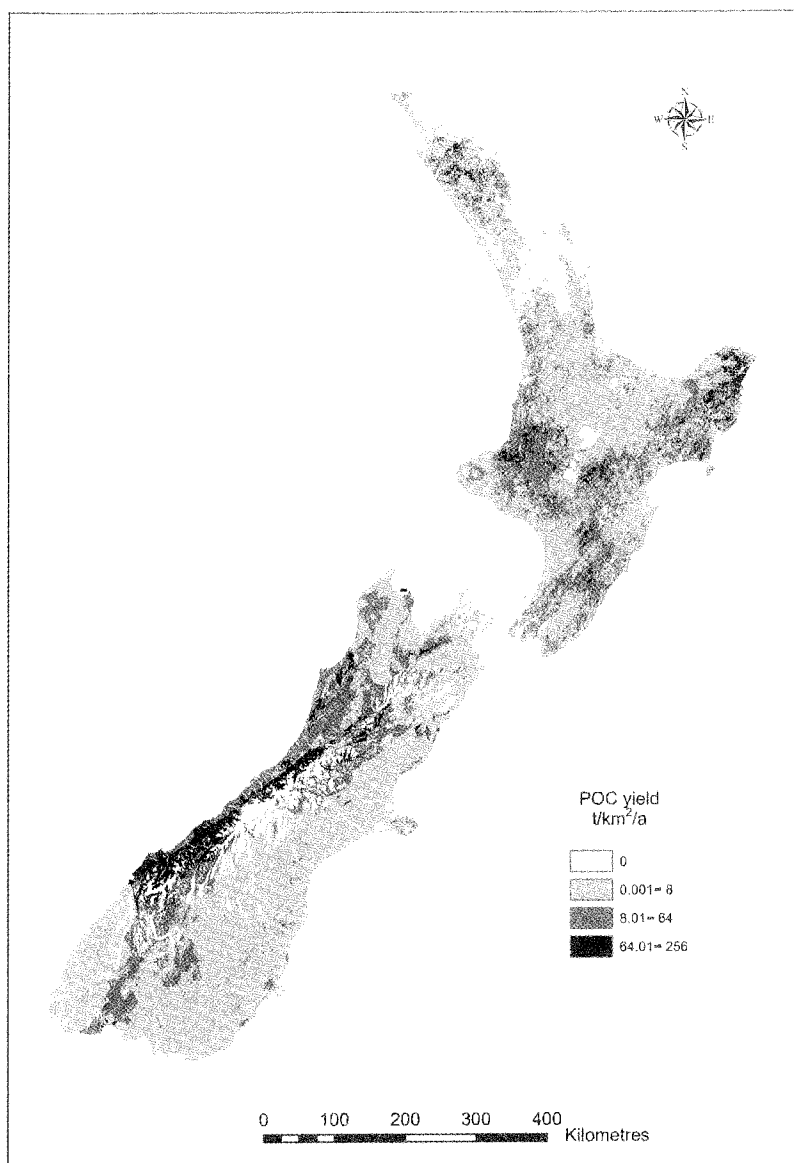 N
W E
S
POC yield
t/km²/a
0
0.001 - 8
8.01 - 64
64.01 - 256
0 100 200 300 400
Kilometres